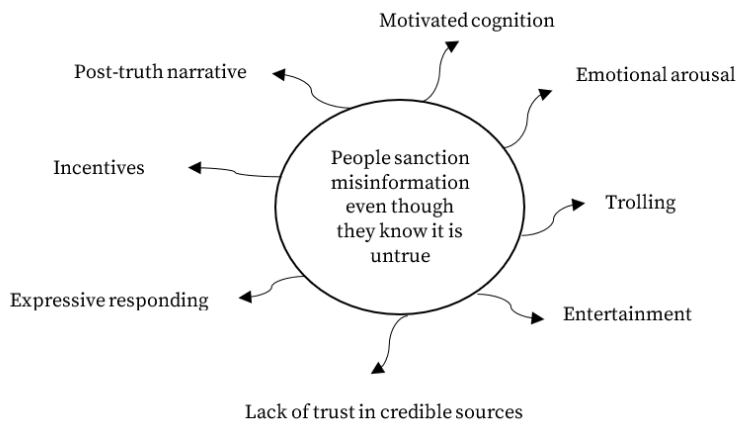 Motivated cognition
Post-truth narrative
Emotional arousal
Incentives
People sanction
misinformation
even though
they know it is
untrue
Trolling
Expressive responding
Entertainment
Lack of trust in credible sources